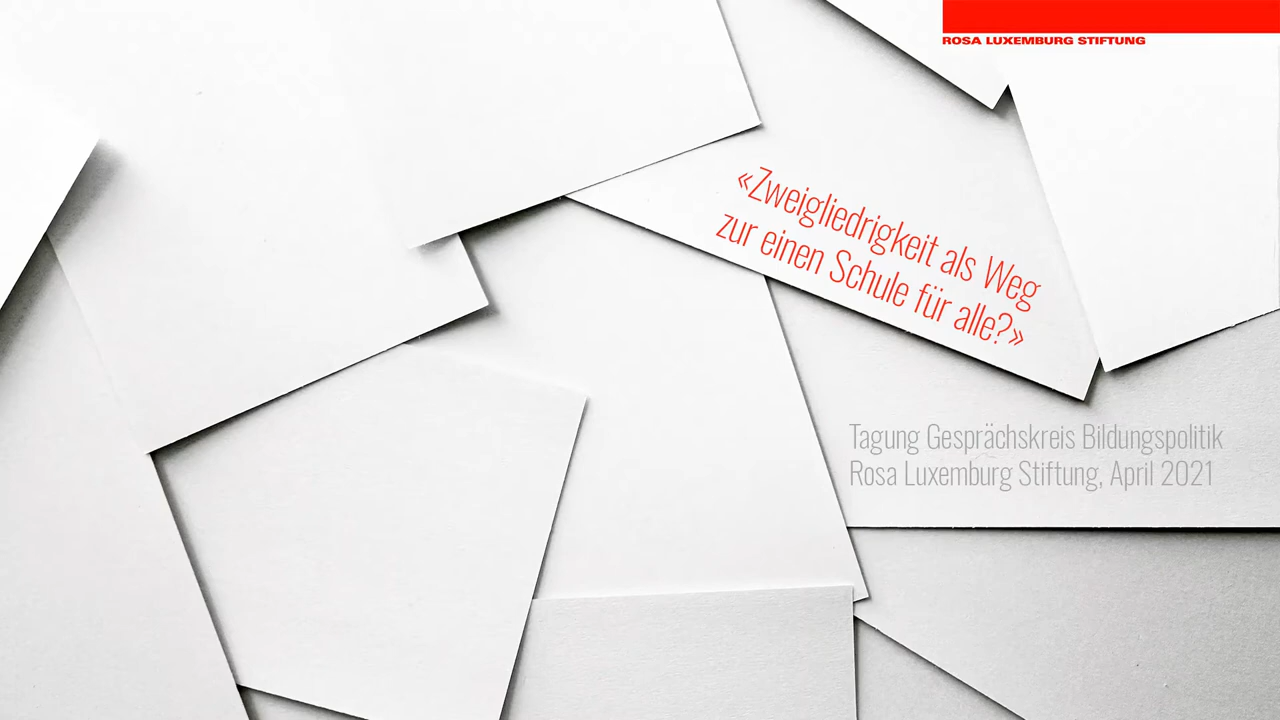 ROSA LUXEMBURG STIFTUNG
«Zweigliedrigkeit als Weg
zur einen Schule für alle?»
Tagung Gesprächskreis Bildungspolitik
Rosa Luxemburg Stiftung, April 2021